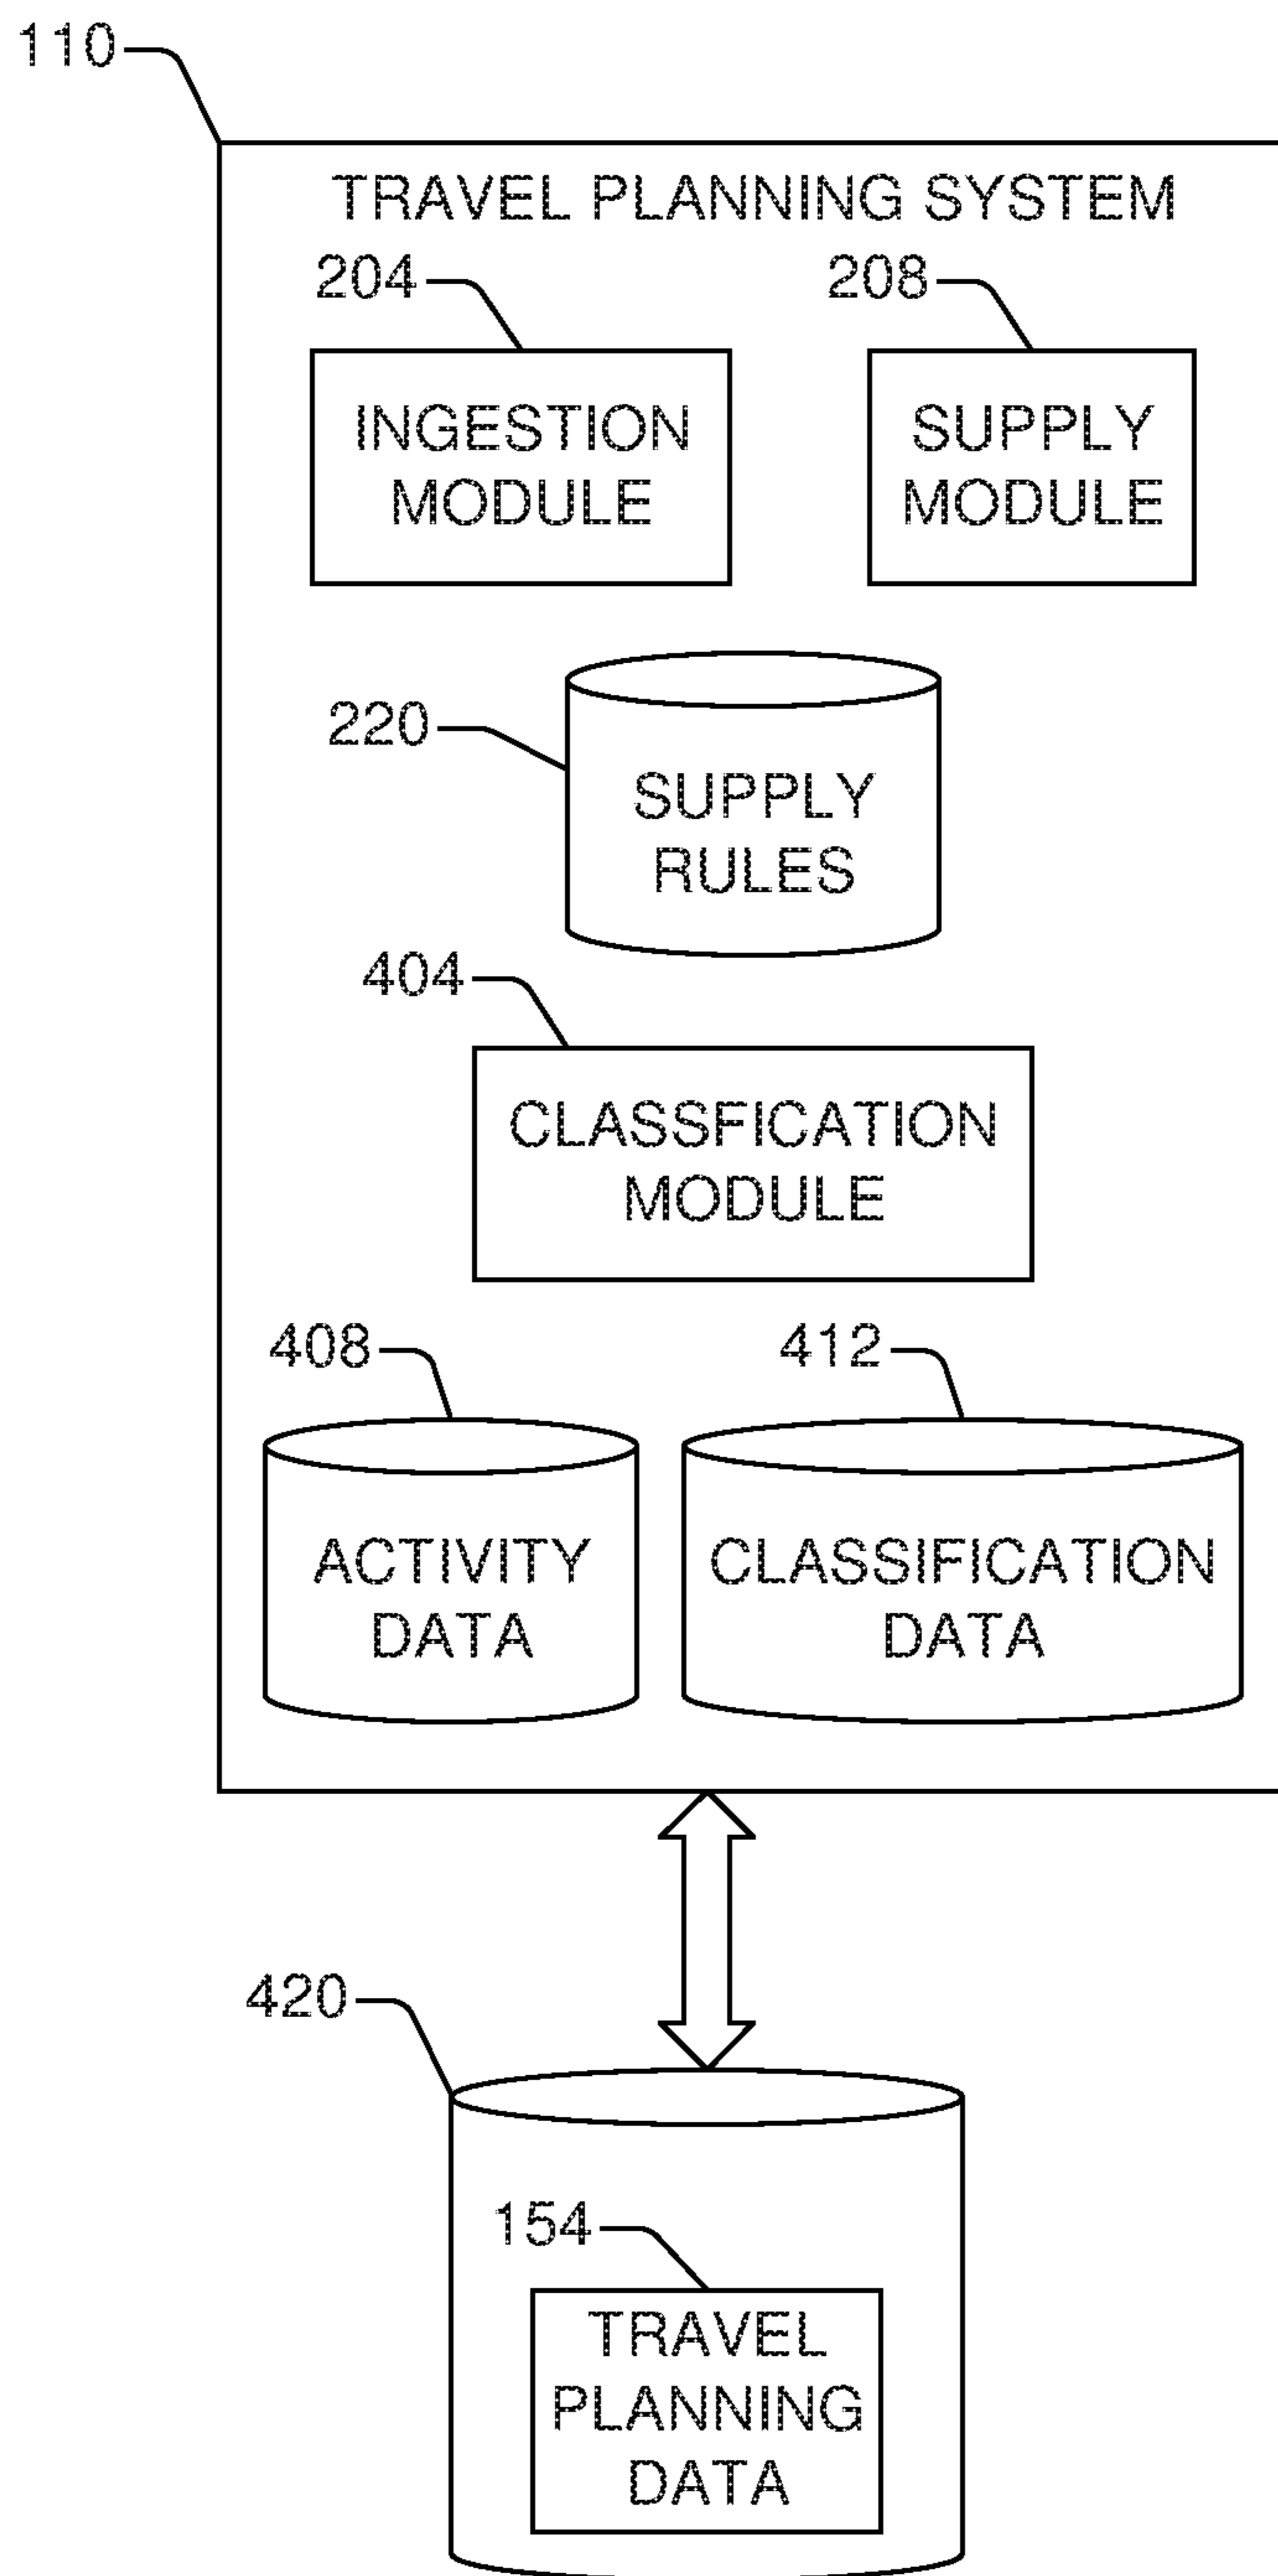 110
TRAVEL PLANNING SYSTEM
204
208
INGESTION
MODULE
SUPPLY
MODULE
220
SUPPLY
RULES
404
CLASSFICATION
MODULE
408
412
ACTIVITY
DATA
CLASSIFICATION
DATA
420
154
TRAVEL
PLANNING
DATA